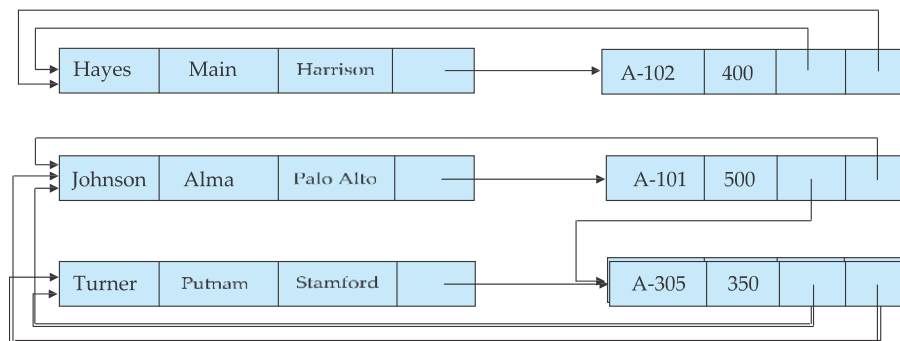 Hayes Main Harrison A-102 400
Johnson Alma Palo Alto A-101 500
Turner Putnam Stamford A-305 350